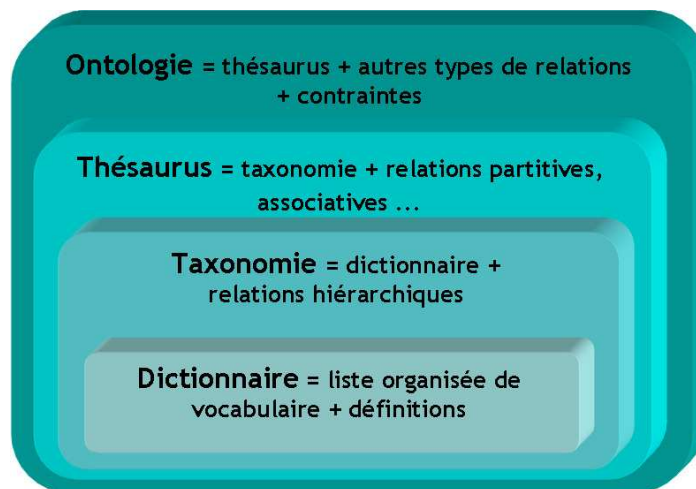 Ontologie = thésaurus + autres types de relations
+ contraintes
Thésaurus = taxonomie + relations partitives,
associatives ...
Taxonomie = dictionnaire +
relations hiérarchiques
Dictionnaire = liste organisée de
vocabulaire + définitions